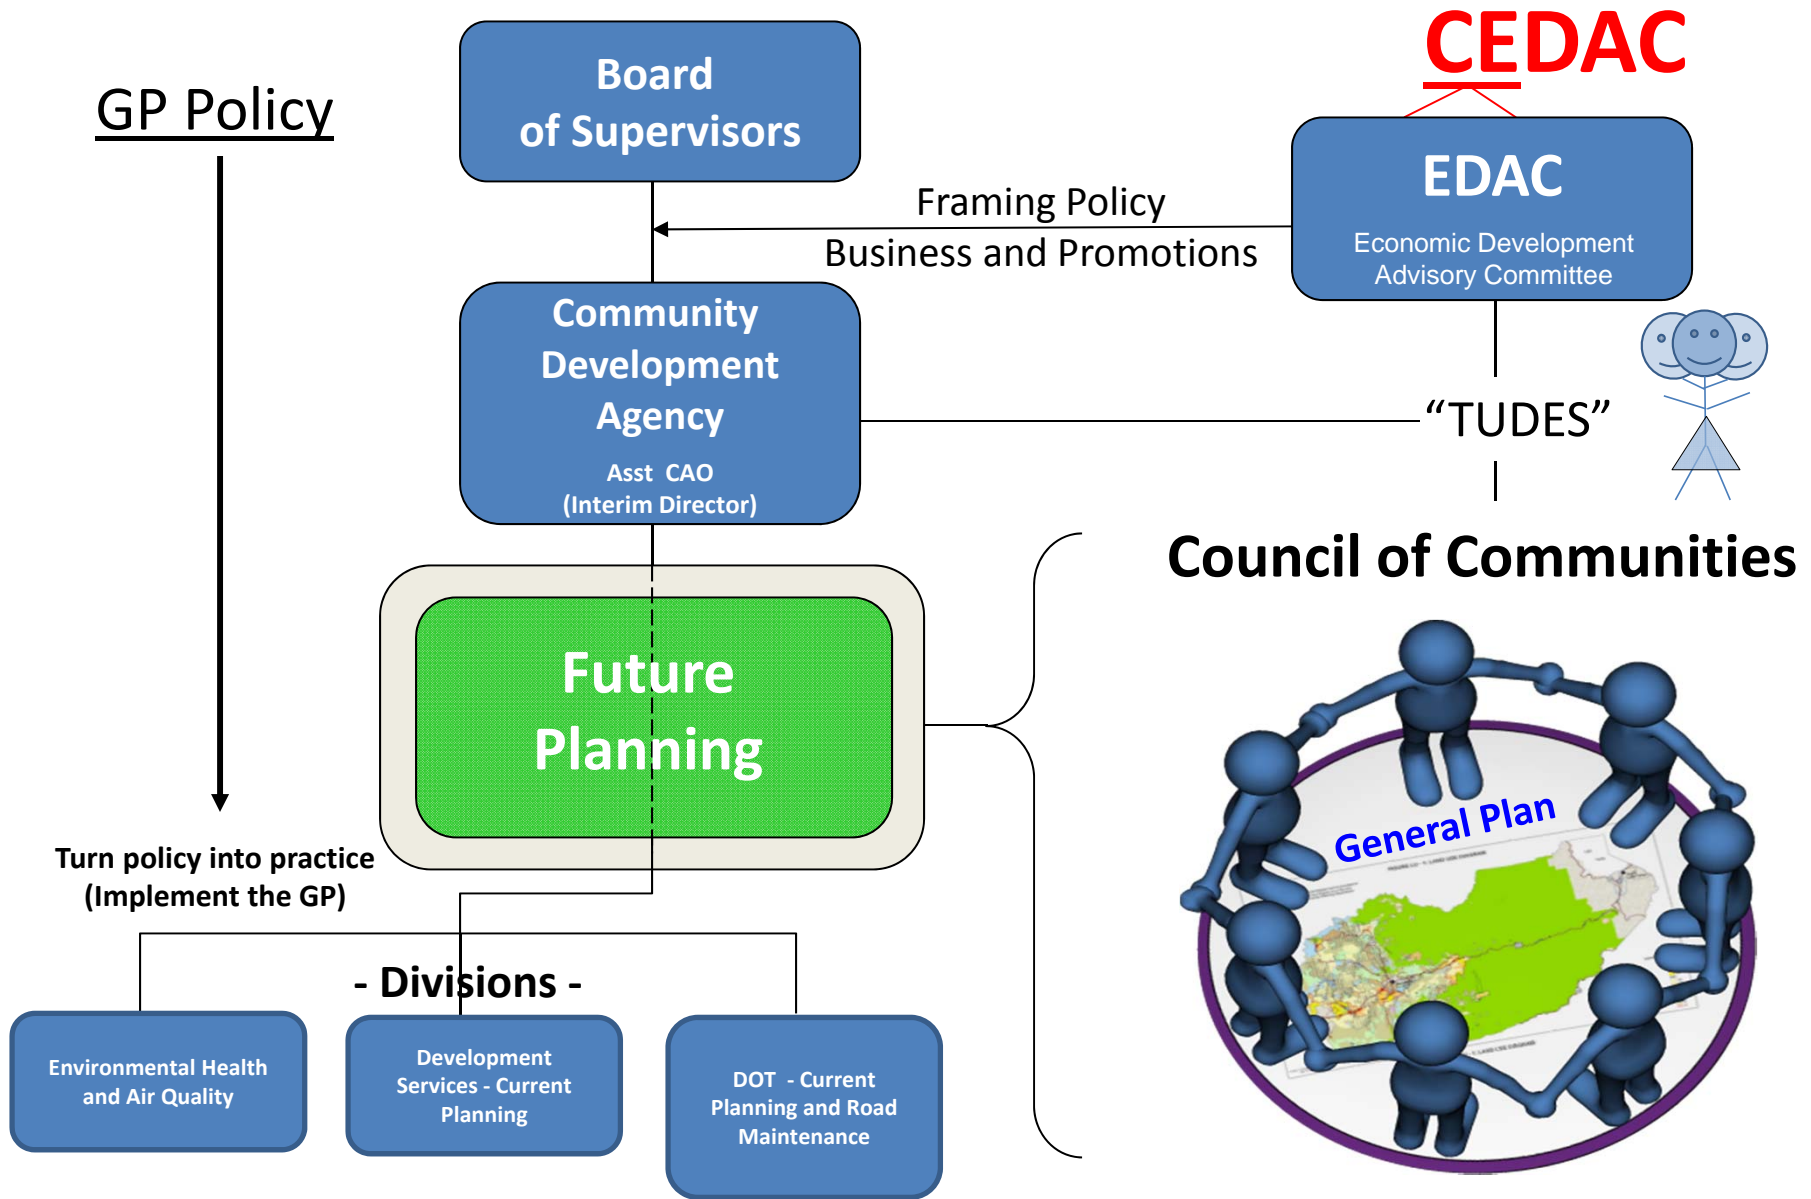 CEDAC
GP Policy
Board
of Supervisors
EDAC
Economic Development
Advisory Committee
Framing Policy
Business and Promotions
Community
Development
Agency
Asst CAO
(Interim Director)
“TUDES”
Council of Communities
Future
Planning
General Plan
Turn policy into practice
(Implement the GP)
- Divisions -
Environmental Health
and Air Quality
Development
Services - Current
Planning
DOT - Current
Planning and Road
Maintenance